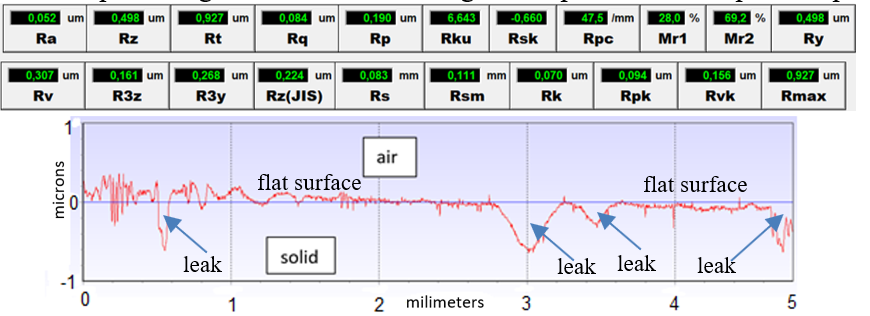 0,052 um 0,498 um 0,927 um 0,084 um 0,190 um 6,643 -0,660 47,5 /mm 28,0 % 69,2 % 0,498 um
Ra Rz Rt Rq Rp Rku Rsk Rpc Mr1 Mr2 Ry
0,307 um 0,161 um 0,268 um 0,224 um 0,083 mm 0,111 mm 0,070 um 0,094 um 0,156 um 0,927 um
Rv R3z R3y Rz(JIS) Rs Rsm Rk Rpk Rvk Rmax
1
air
microns
flat surface
flat surface
0
leak
solid
leak
leak
leak
-1
0 1 2 milimeters 3 4 5